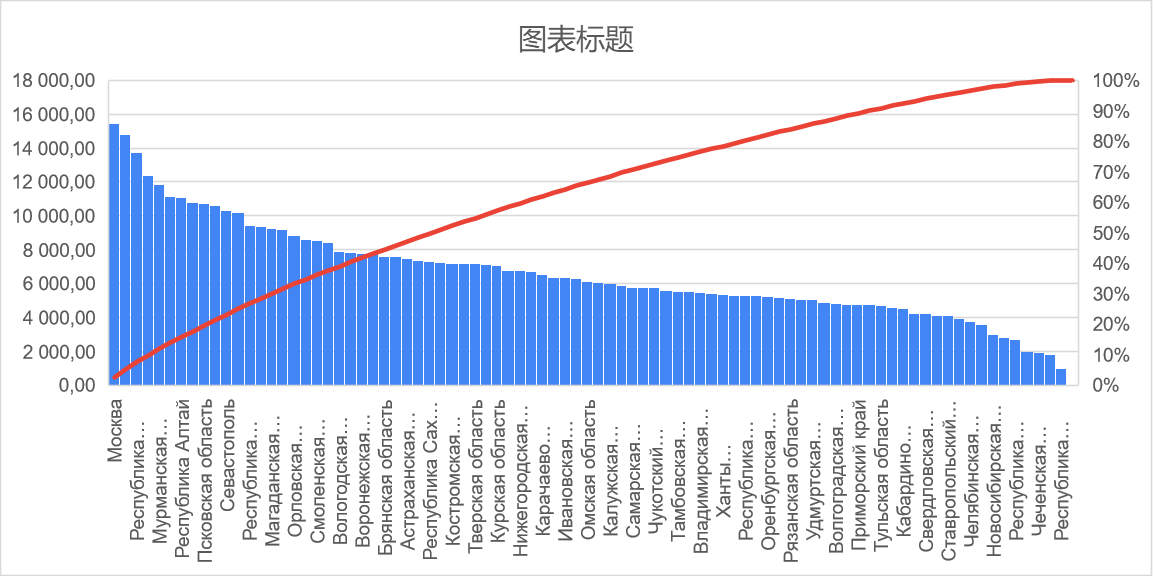 图表标题
18 000,00
16 000,00
14 000,00
12 000,00
10 000,00
8 000,00
6 000,00
4 000,00
2 000,00
0,00
100%
90%
80%
70%
60%
50%
40%
30%
20%
10%
0%
Москва
Республика…
Мурманская…
Республика Алтай
Псковская область
Севастополь
Республика…
Магаданская…
Орловская…
Смоленская…
Вологодская…
Воронежская…
Брянская область
Астраханская…
Республика Сах…
Костромская…
Тверская область
Курская область
Нижегородская…
Карачаево…
Ивановская…
Омская область
Калужская…
Самарская…
Чукотский…
Тамбовская…
Владимирская…
Ханты…
Республика…
Оренбургская…
Рязанская область
Удмуртская…
Волгоградская…
Приморский край
Тульская область
Кабардино…
Свердловская…
Ставропольский…
Челябинская…
Новосибирская…
Республика…
Чеченская…
Республика…